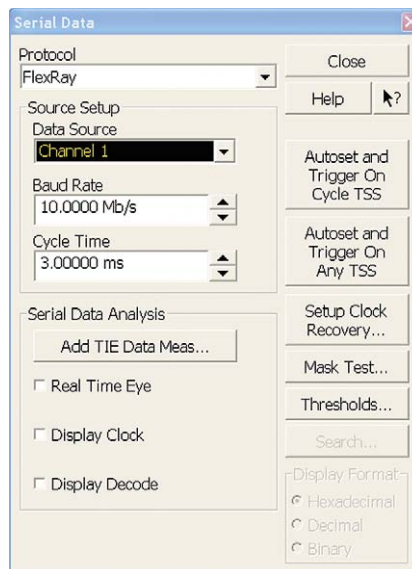 Serial Data
Protocol
FlexRay
Source Setup
Data Source
Channel 1
Baud Rate
10.0000 Mb/s
Cycle Time
3.00000 ms
Serial Data Analysis
Add TIE Data Meas...
Real Time Eye
Display Clock
Display Decode
Close
Help
?
Autoset and
Trigger On
Cycle TSS
Autoset and
Trigger On
Any TSS
Setup Clock
Recovery...
Mask Test...
Thresholds...
Search...
Display Format
Hexadecimal
Decimal
Binary